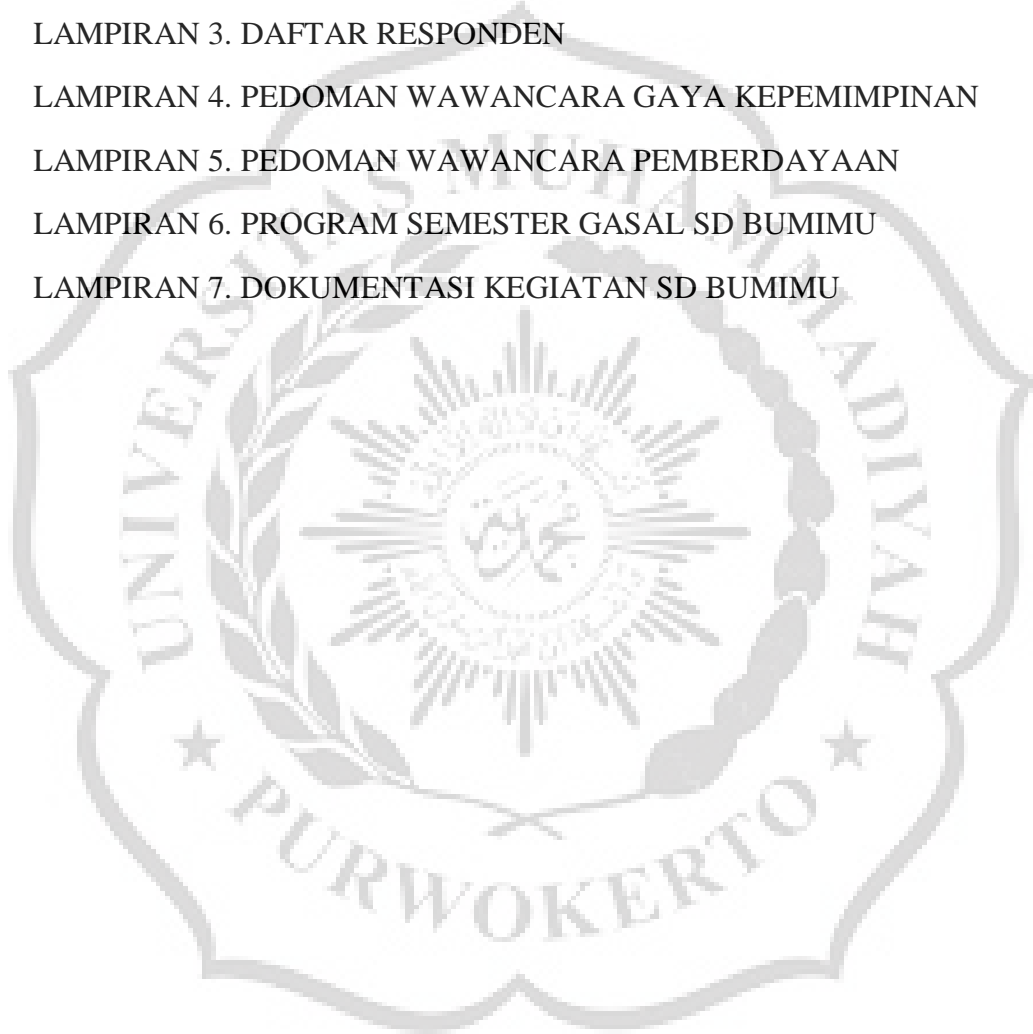 LAMPIRAN 3. DAFTAR RESPONDEN
LAMPIRAN 4. PEDOMAN WAWANCARA GAYA KEPEMIMPINAN
LAMPIRAN 5. PEDOMAN WAWANCARA PEMBERDAYAAN
LAMPIRAN 6. PROGRAM SEMESTER GASAL SD BUMIMU
LAMPIRAN 7. DOKUMENTASI KEGIATAN SD BUMIMU
UNIVERSITAS MUHAMMADIYAH
PURWOKERTO